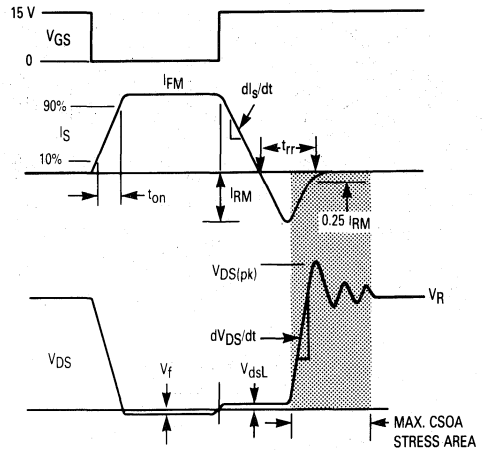 15 V
VGS
0
IFM
90%
dIs/dt
IS
trr
10%
ton
IRM
0.25 IRM
VDS(pk)
VR
dVDS/dt
VDS
Vf
VdsL
MAX. CSOA
STRESS AREA